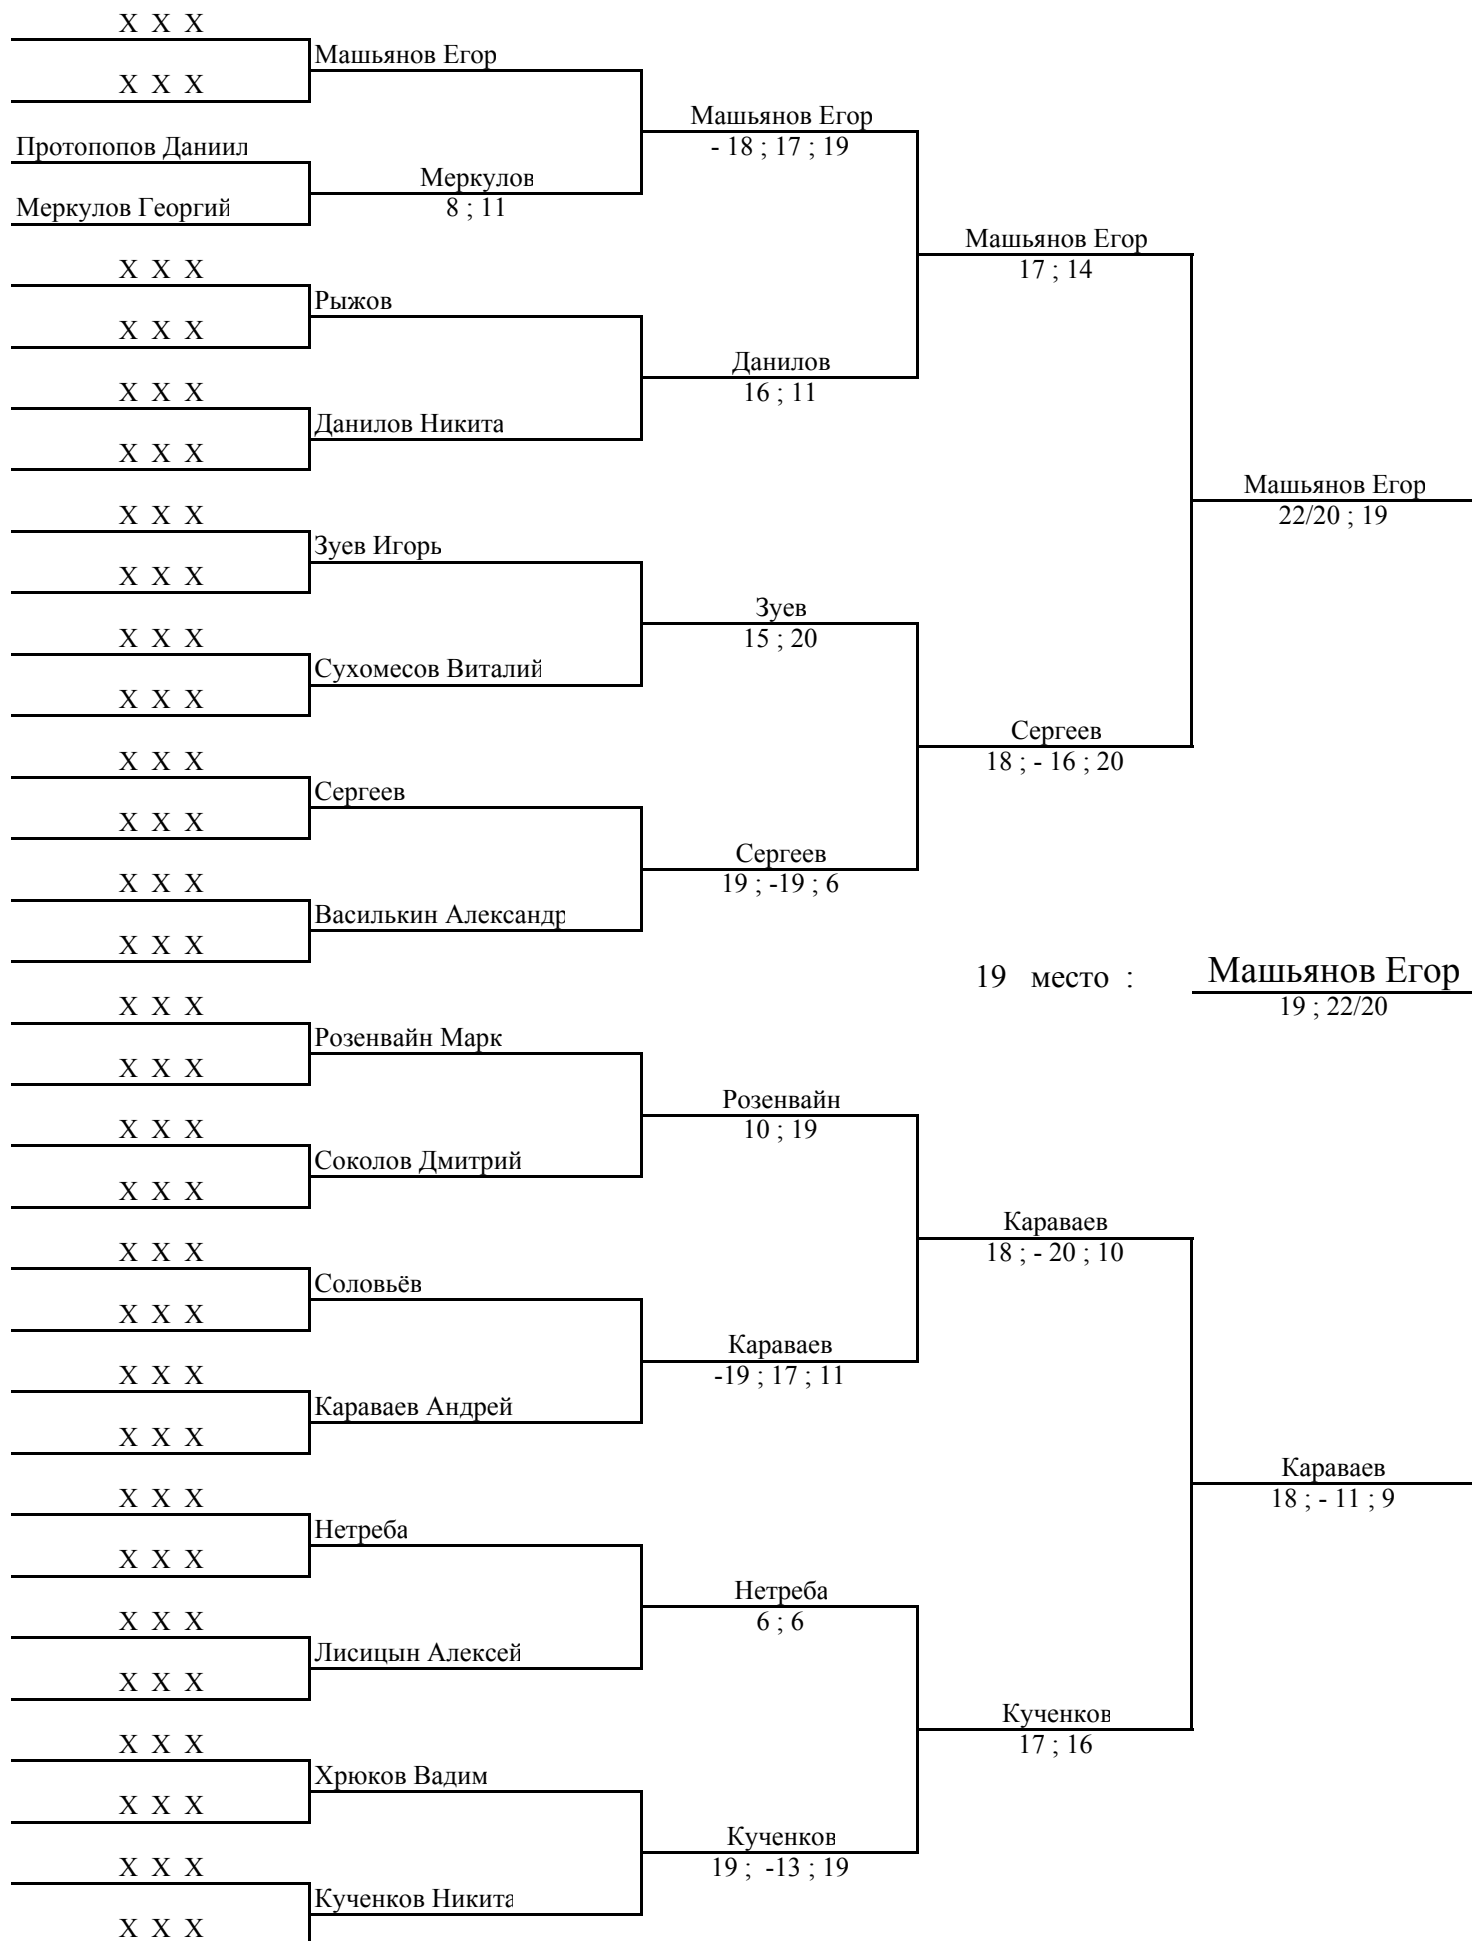 X X X
Машьянов Егор
X X X
Машьянов Егор
Протопопов Даниил
- 18 ; 17 ; 19
Меркулов
Меркулов Георгий
8 ; 11
Машьянов Егор
X X X
17 ; 14
Рыжов
X X X
Данилов
X X X
16 ; 11
Данилов Никита
X X X
Машьянов Егор
X X X
22/20 ; 19
Зуев Игорь
X X X
Зуев
X X X
15 ; 20
Сухомесов Виталий
X X X
Сергеев
X X X
18 ; - 16 ; 20
Сергеев
X X X
Сергеев
X X X
19 ; -19 ; 6
Василькин Александр
X X X
19 место :
Машьянов Егор
X X X
19 ; 22/20
Розенвайн Марк
X X X
Розенвайн
X X X
10 ; 19
Соколов Дмитрий
X X X
Караваев
X X X
18 ; - 20 ; 10
Соловьёв
X X X
Караваев
X X X
-19 ; 17 ; 11
Караваев Андрей
X X X
Караваев
X X X
18 ; - 11 ; 9
Нетреба
X X X
Нетреба
X X X
6 ; 6
Лисицын Алексей
X X X
Кученков
X X X
17 ; 16
Хрюков Вадим
X X X
Кученков
X X X
19 ; -13 ; 19
Кученков Никита
X X X